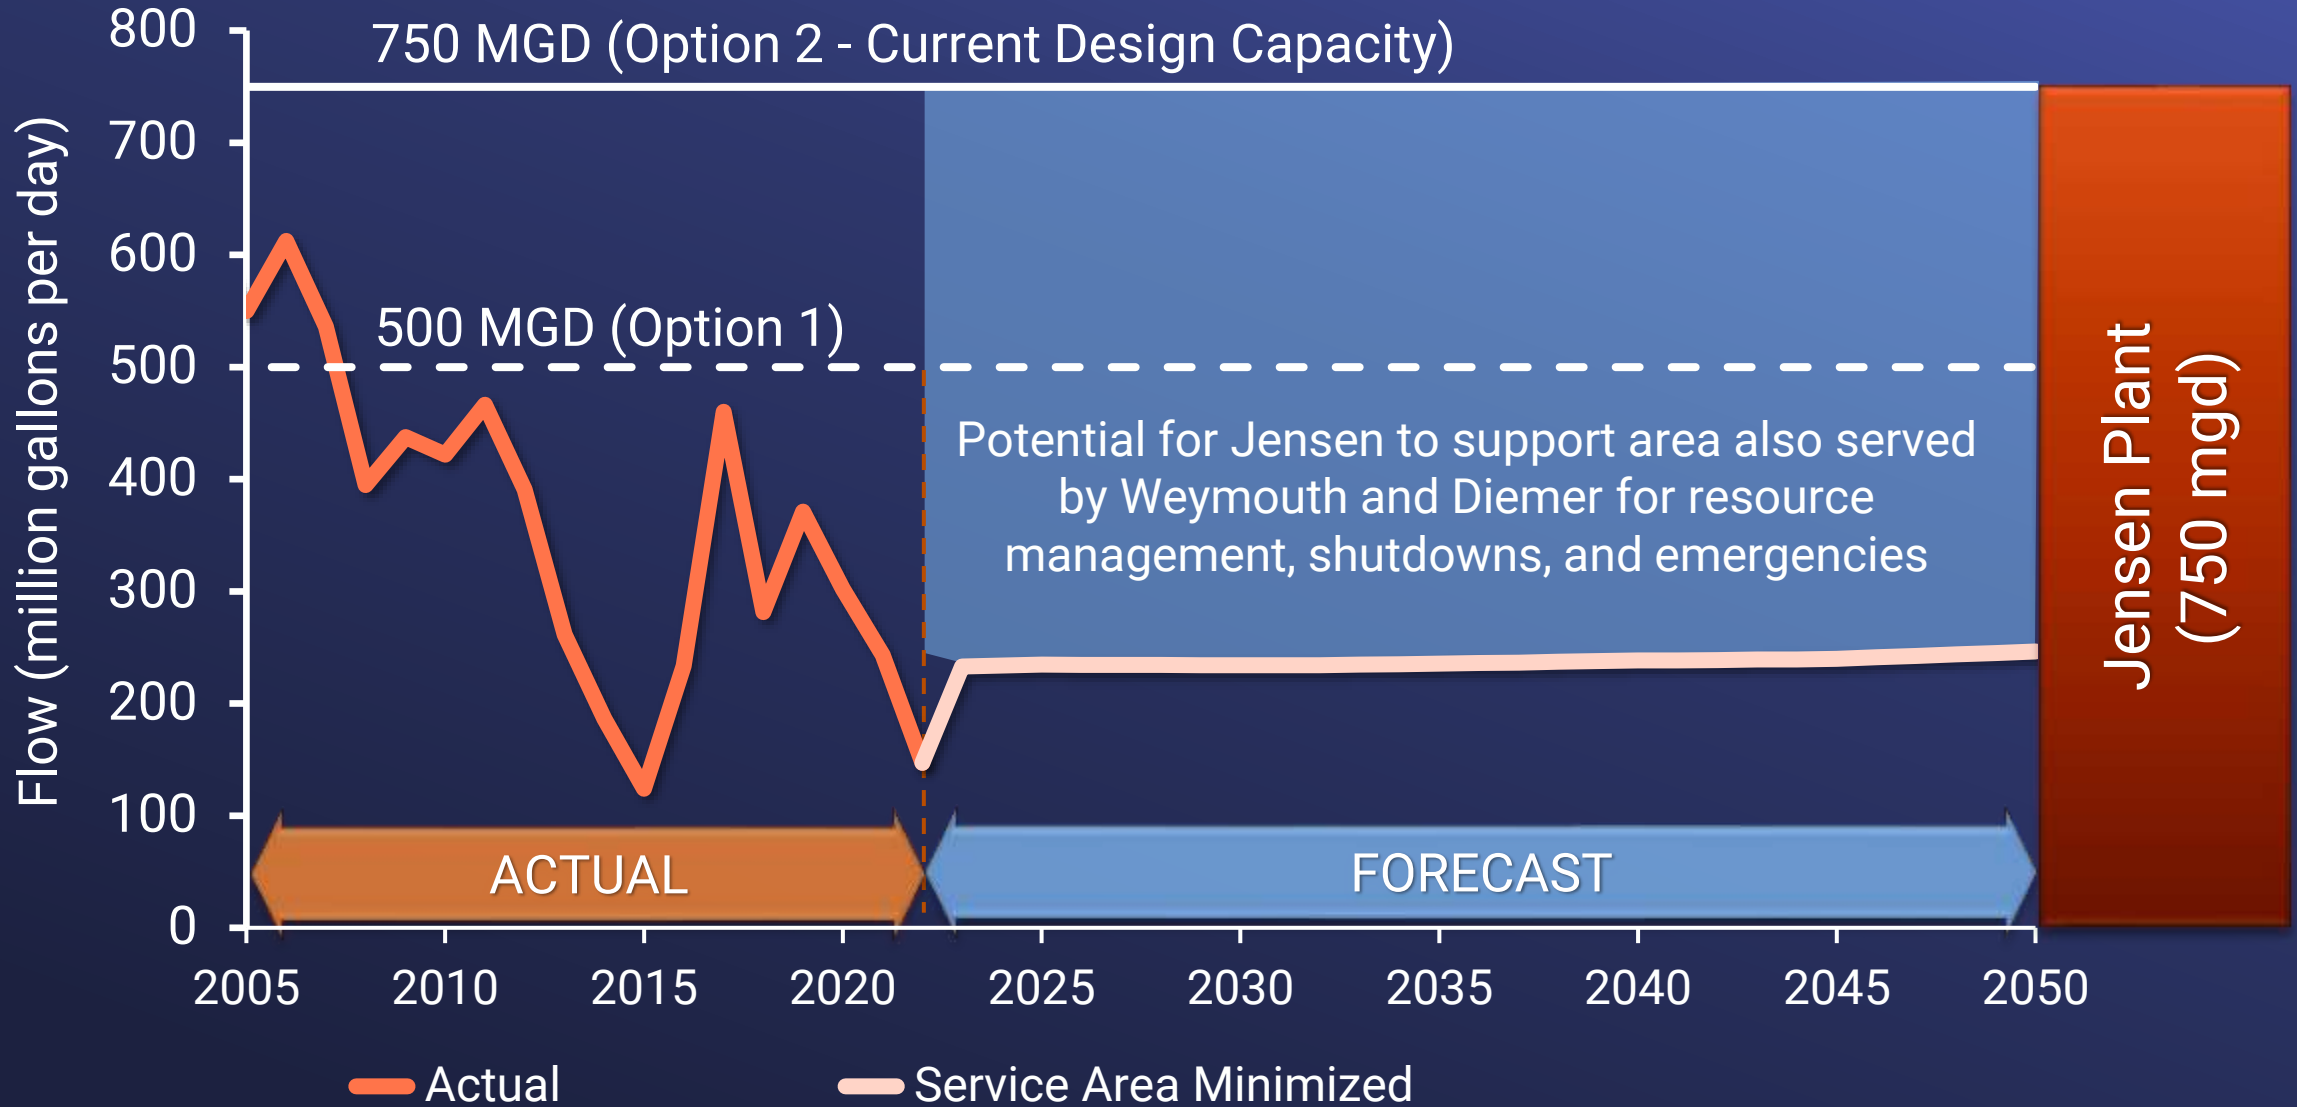 800
750 MGD (Option 2 - Current Design Capacity)
700
600
500 MGD (Option 1)
500
400
300
200
100
0
Flow (million gallons per day)
Potential for Jensen to support area also served
by Weymouth and Diemer for resource
management, shutdowns, and emergencies
Jensen Plant
(750 mgd)
ACTUAL
FORECAST
2005 2010 2015 2020 2025 2030 2035 2040 2045 2050
Actual
Service Area Minimized